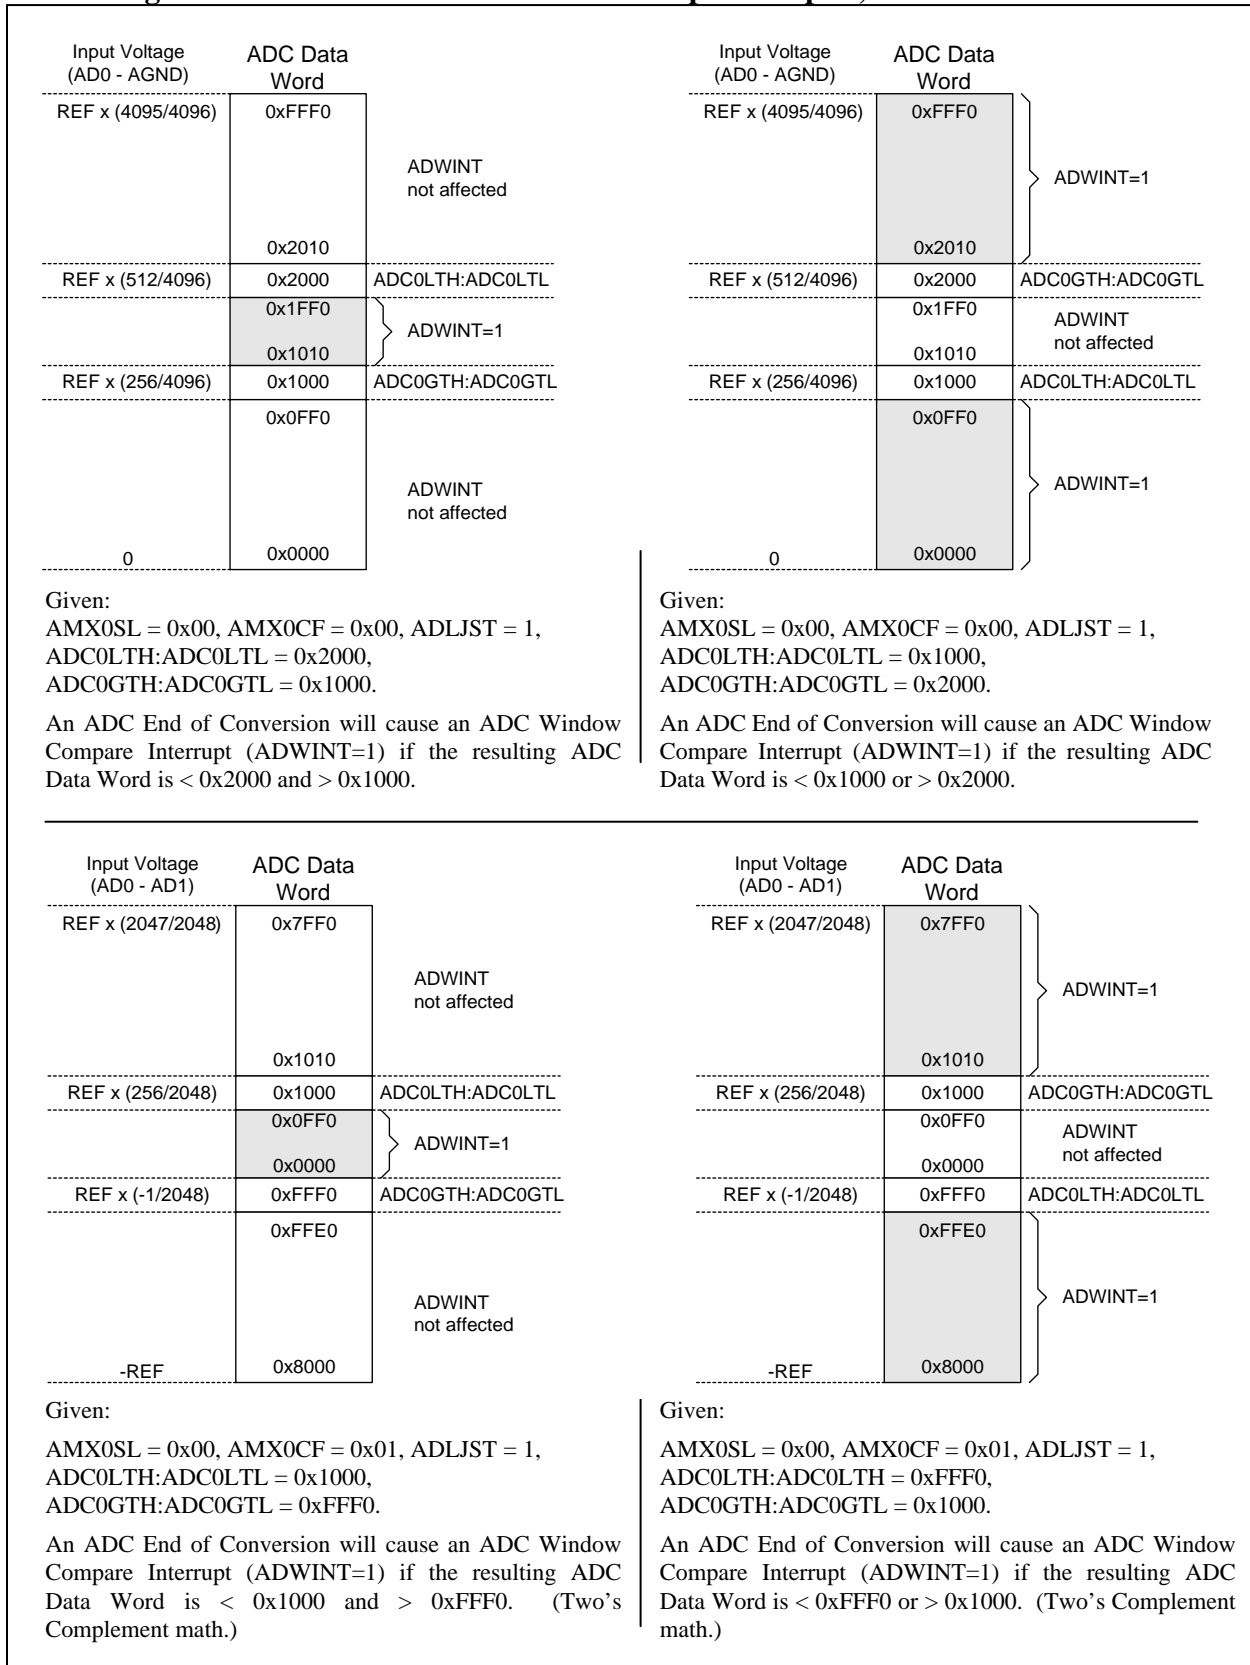 Input Voltage
(AD0 - AGND)
ADC Data
Word
REF x (4095/4096)
0xFFF0
ADWINT
not affected
0x2010
REF x (512/4096)
0x2000
ADC0LTH:ADC0LTL
0x1FF0
ADWINT=1
0x1010
REF x (256/4096)
0x1000
ADC0GTH:ADC0GTL
0x0FF0
ADWINT
not affected
0
0x0000
Given:
AMX0SL = 0x00, AMX0CF = 0x00, ADLJST = 1,
ADC0LTH:ADC0LTL = 0x2000,
ADC0GTH:ADC0GTL = 0x1000.
An ADC End of Conversion will cause an ADC Window
Compare Interrupt (ADWINT=1) if the resulting ADC
Data Word is < 0x2000 and > 0x1000.
Input Voltage
(AD0 - AGND)
ADC Data
Word
REF x (4095/4096)
0xFFF0
ADWINT=1
0x2010
REF x (512/4096)
0x2000
ADC0GTH:ADC0GTL
0x1FF0
ADWINT
not affected
0x1010
REF x (256/4096)
0x1000
ADC0LTH:ADC0LTL
0x0FF0
ADWINT=1
0
0x0000
Given:
AMX0SL = 0x00, AMX0CF = 0x00, ADLJST = 1,
ADC0LTH:ADC0LTL = 0x1000,
ADC0GTH:ADC0GTL = 0x2000.
An ADC End of Conversion will cause an ADC Window
Compare Interrupt (ADWINT=1) if the resulting ADC
Data Word is < 0x1000 or > 0x2000.
Input Voltage
(AD0 - AD1)
ADC Data
Word
REF x (2047/2048)
0x7FF0
ADWINT
not affected
0x1010
REF x (256/2048)
0x1000
ADC0LTH:ADC0LTL
0x0FF0
ADWINT=1
0x0000
REF x (-1/2048)
0xFFF0
ADC0GTH:ADC0GTL
0xFFE0
ADWINT
not affected
-REF
0x8000
Given:
AMX0SL = 0x00, AMX0CF = 0x01, ADLJST = 1,
ADC0LTH:ADC0LTL = 0x1000,
ADC0GTH:ADC0GTL = 0xFFF0.
An ADC End of Conversion will cause an ADC Window
Compare Interrupt (ADWINT=1) if the resulting ADC
Data Word is < 0x1000 and > 0xFFF0. (Two's
Complement math.)
Input Voltage
(AD0 - AD1)
ADC Data
Word
REF x (2047/2048)
0x7FF0
ADWINT=1
0x1010
REF x (256/2048)
0x1000
ADC0GTH:ADC0GTL
0x0FF0
ADWINT
not affected
0x0000
REF x (-1/2048)
0xFFF0
ADC0LTH:ADC0LTL
0xFFE0
ADWINT=1
-REF
0x8000
Given:
AMX0SL = 0x00, AMX0CF = 0x01, ADLJST = 1,
ADC0LTH:ADC0LTH = 0xFFF0,
ADC0GTH:ADC0GTL = 0x1000.
An ADC End of Conversion will cause an ADC Window
Compare Interrupt (ADWINT=1) if the resulting ADC
Data Word is < 0xFFF0 or > 0x1000. (Two's Complement
math.)